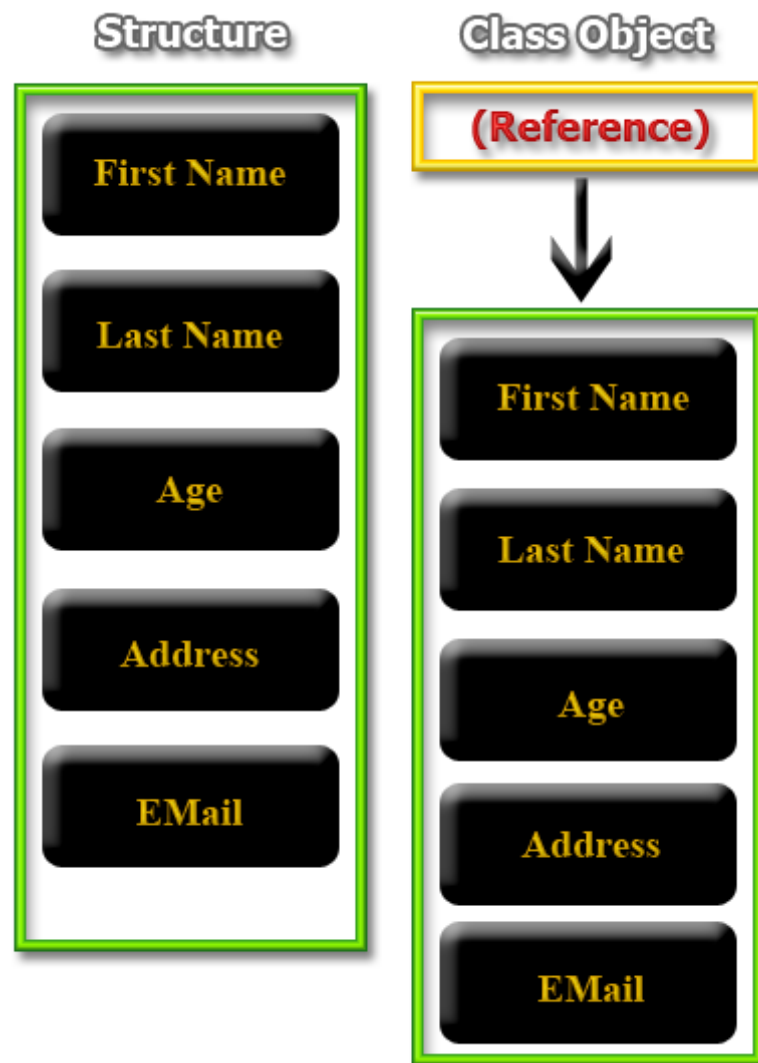 Structure
First Name
Last Name
Age
Address
EMail
Class Object
(Reference)
First Name
Last Name
Age
Address
EMail